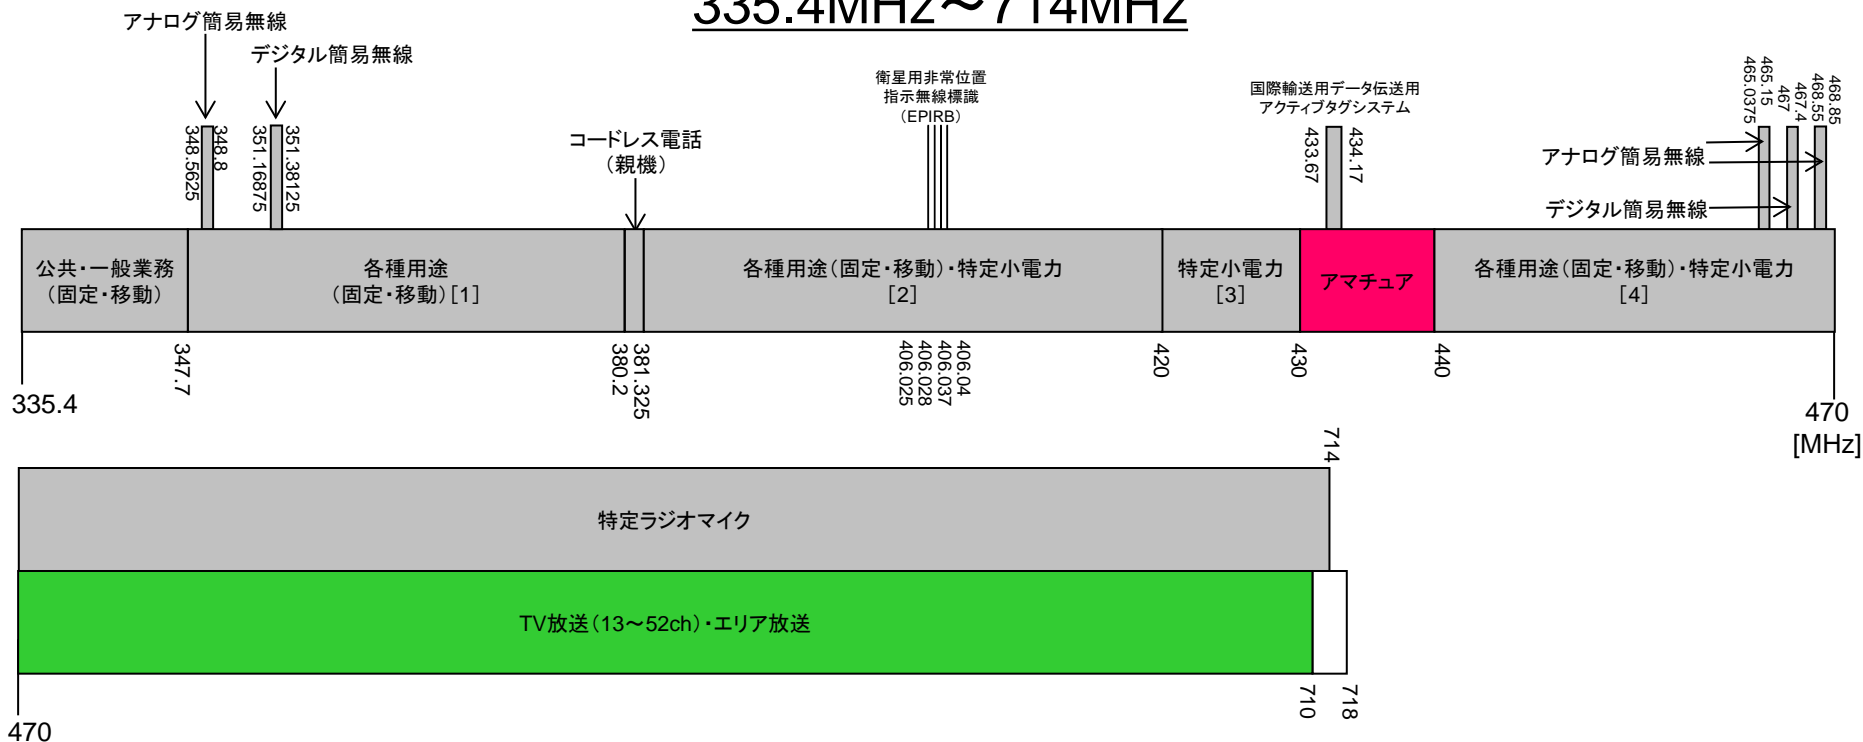 335.4MHz～714MHz
アナログ簡易無線
デジタル簡易無線
348.5625
348.8
351.16875
351.38125
コードレス電話
（親機）
衛星用非常位置
指示無線標識
（EPIRB）
国際輸送用データ伝送用
アクティブタグシステム
433.67
434.17
465.0375
465.15
467
467.4
468.55
468.85
アナログ簡易無線
デジタル簡易無線
公共・一般業務
（固定・移動）
各種用途
（固定・移動）［1］
各種用途（固定・移動）・特定小電力
［2］
特定小電力
［3］
アマチュア
各種用途（固定・移動）・特定小電力
［4］
335.4
347.7
380.2
381.325
406.025
406.028
406.037
406.04
420
430
440
470
[MHz]
714
特定ラジオマイク
TV放送（13～52ch）・エリア放送
470
710
718